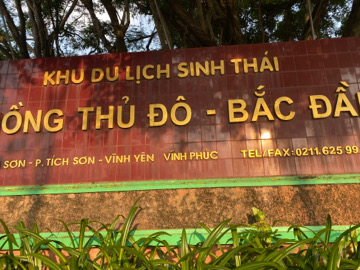 KHU DU LỊCH SINH THÁI
ỒNG THỦ ĐÔ - BẮC ĐẦ
SƠN - P. TÍCH SƠN - VĨNH YÊN VĨNH PHÚC TEL/FAX: 0211.625 99